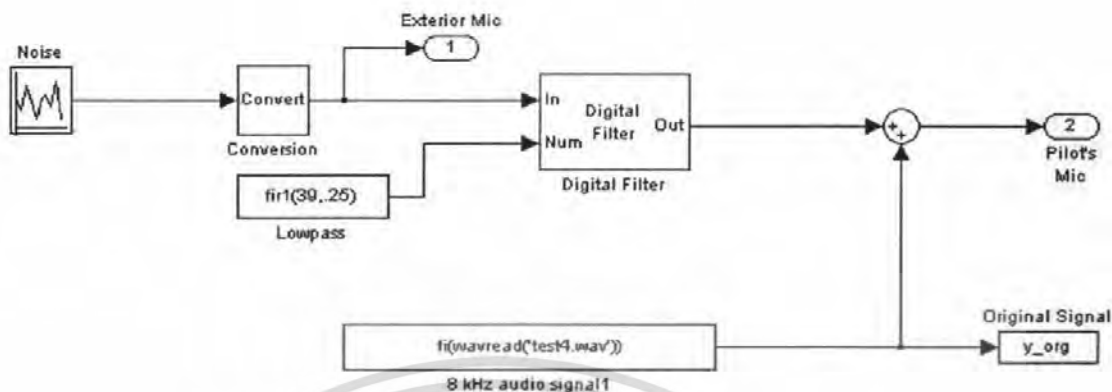 Exterior Mic
1
Noise
Convert
Conversion
In
Num
Digital
Filter
Out
Digital Filter
fir1(39,.25)
Lowpass
+
+
2
Pilot's
Mic
fi(wavread('test4.wav'))
8 kHz audio signal1
Original Signal
y_org